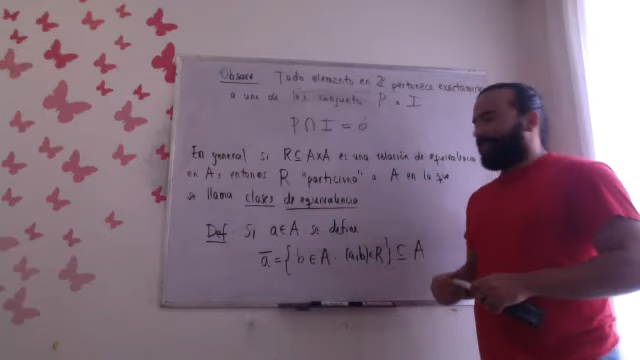 Observe Todo elemento en ℤ pertenece exactamente
a uno de los conjunto P o I
P ∩ I = ∅
En general si R ⊆ A×A es una relación de equivalencia
en A, entonces R "particiona" a A en lo que
se llama clases de equivalencia
Def: Si a ∈ A se define
ā = { b ∈ A : (a,b) ∈ R } ⊆ A